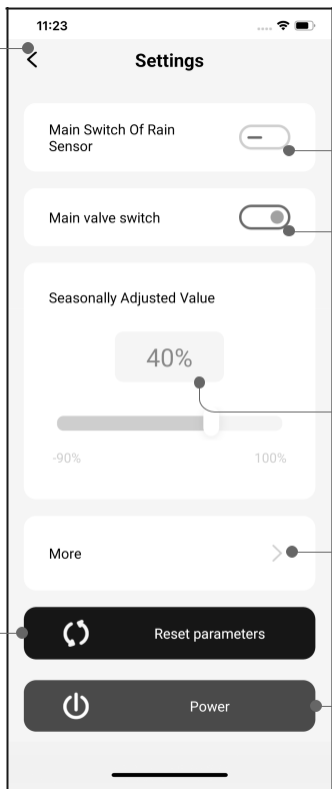 11:23
Settings
Main Switch Of Rain
Sensor
Main valve switch
Seasonally Adjusted Value
40%
-90%
100%
More
Reset parameters
Power